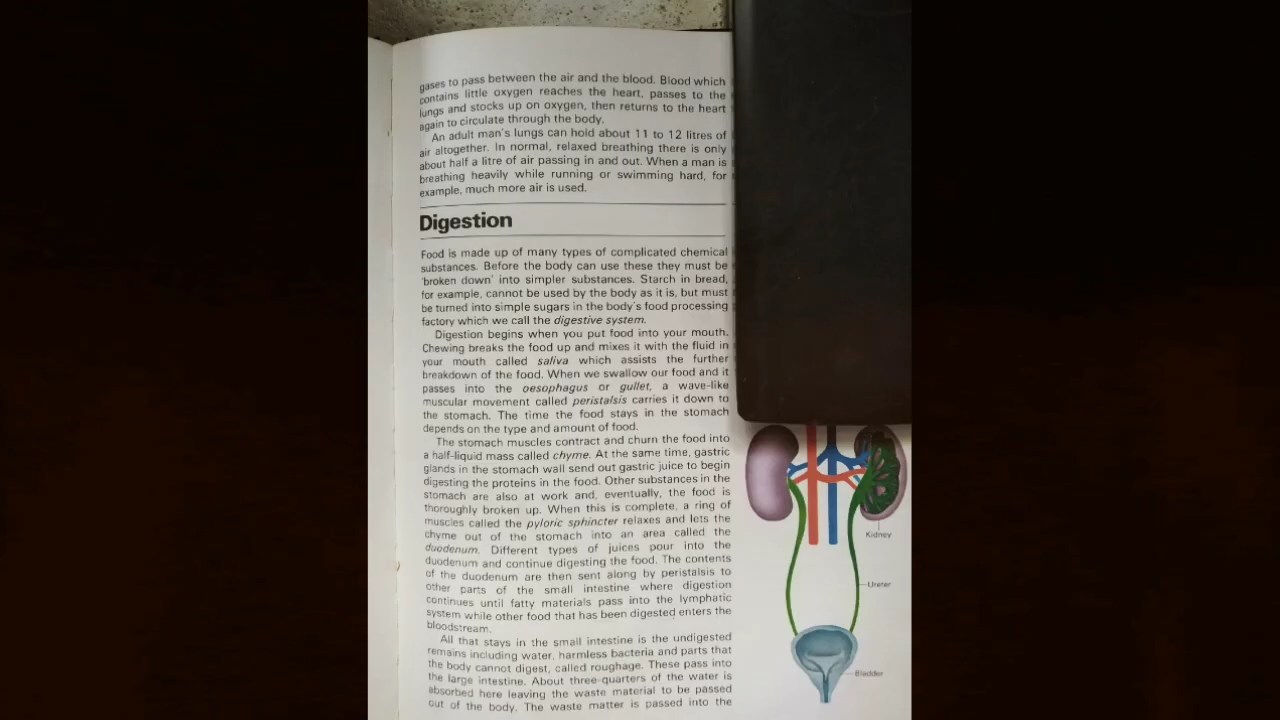 gases to pass between the air and the blood. Blood which
contains little oxygen reaches the heart, passes to the
lungs and stocks up on oxygen, then returns to the heart
again to circulate through the body.
An adult man's lungs can hold about 11 to 12 litres of
air altogether. In normal, relaxed breathing there is only
about half a litre of air passing in and out. When a man is
breathing heavily while running or swimming hard, for
example, much more air is used.
Digestion
Food is made up of many types of complicated chemical
substances. Before the body can use these they must be
'broken down' into simpler substances. Starch in bread,
for example, cannot be used by the body as it is, but must
be turned into simple sugars in the body's food processing
factory which we call the digestive system.
Digestion begins when you put food into your mouth.
Chewing breaks the food up and mixes it with the fluid in
your mouth called saliva which assists the further
breakdown of the food. When we swallow our food and it
passes into the oesophagus or gullet, a wave-like
muscular movement called peristalsis carries it down to
the stomach. The time the food stays in the stomach
depends on the type and amount of food.
The stomach muscles contract and churn the food into
a half-liquid mass called chyme. At the same time, gastric
glands in the stomach wall send out gastric juice to begin
digesting the proteins in the food. Other substances in the
stomach are also at work and, eventually, the food is
thoroughly broken up. When this is complete, a ring of
muscles called the pyloric sphincter relaxes and lets the
chyme out of the stomach into an area called the
duodenum. Different types of juices pour into the
duodenum and continue digesting the food. The contents
of the duodenum are then sent along by peristalsis to
other parts of the small intestine where digestion
continues until fatty materials pass into the lymphatic
system while other food that has been digested enters the
bloodstream.
All that stays in the small intestine is the undigested
remains including water, harmless bacteria and parts that
the body cannot digest, called roughage. These pass into
the large intestine. About three-quarters of the water is
absorbed here leaving the waste material to be passed
out of the body. The waste matter is passed into the
Kidney
Ureter
Bladder